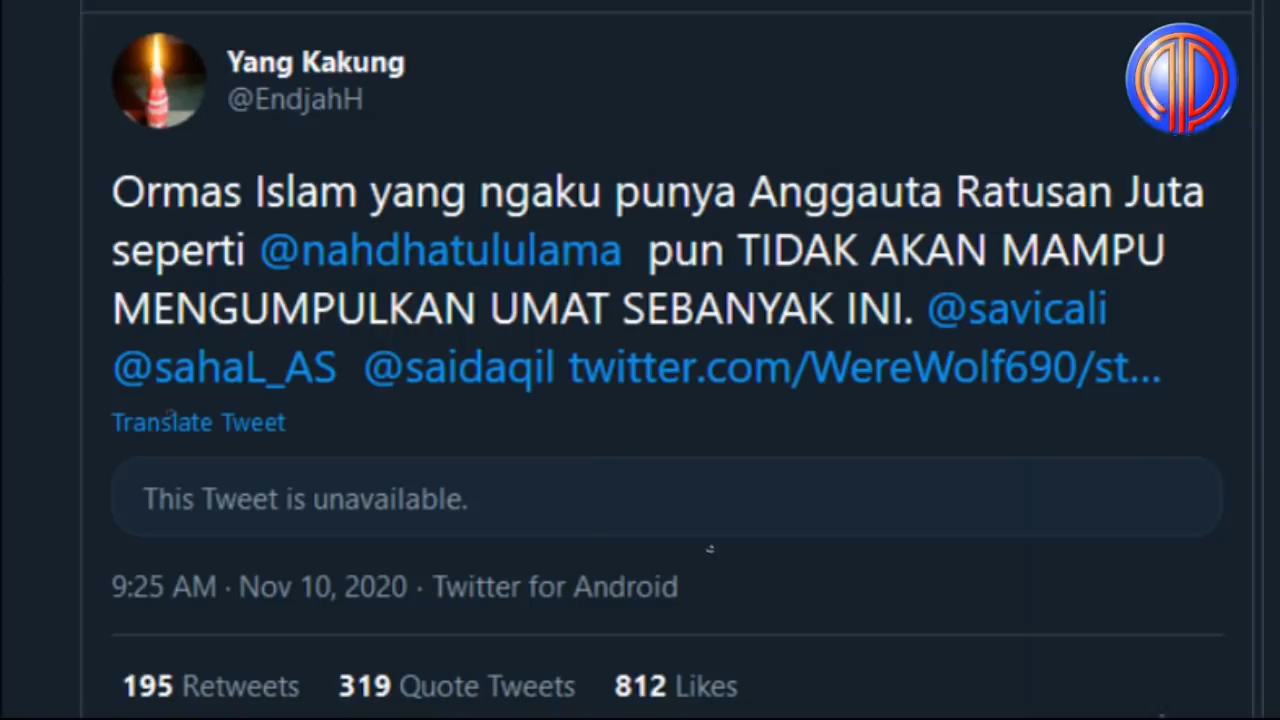 Yang Kakung
@EndjahH
Ormas Islam yang ngaku punya Anggauta Ratusan Juta
seperti @nahdhatululama pun TIDAK AKAN MAMPU
MENGUMPULKAN UMAT SEBANYAK INI. @savicali
@sahaL_AS @saidaqil twitter.com/WereWolf690/st...
Translate Tweet
This Tweet is unavailable.
9:25 AM · Nov 10, 2020 · Twitter for Android
195 Retweets 319 Quote Tweets 812 Likes